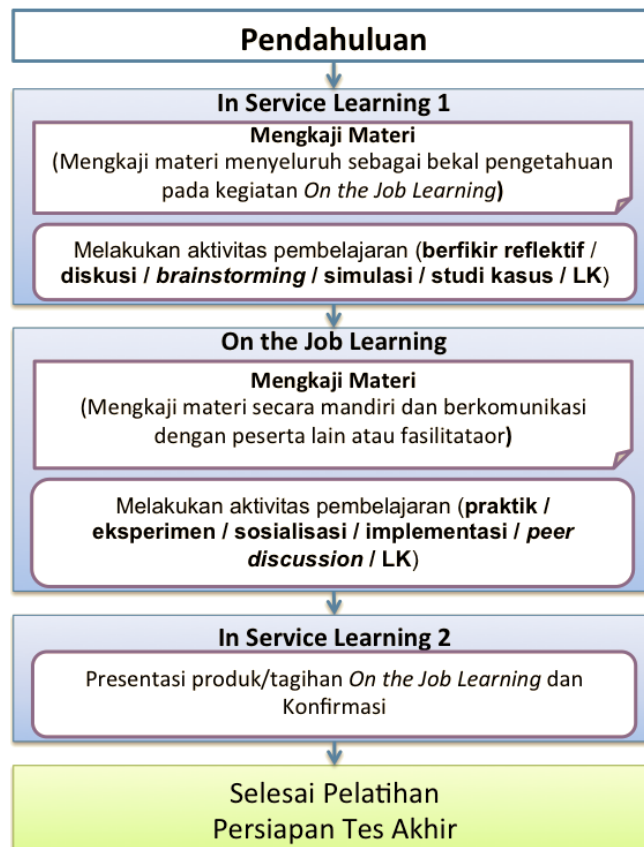 Pendahuluan
In Service Learning 1
Mengkaji Materi
(Mengkaji materi menyeluruh sebagai bekal pengetahuan
pada kegiatan On the Job Learning)
Melakukan aktivitas pembelajaran (berfikir reflektif /
diskusi / brainstorming / simulasi / studi kasus / LK)
On the Job Learning
Mengkaji Materi
(Mengkaji materi secara mandiri dan berkomunikasi
dengan peserta lain atau fasilitataor)
Melakukan aktivitas pembelajaran (praktik /
eksperimen / sosialisasi / implementasi / peer
discussion / LK)
In Service Learning 2
Presentasi produk/tagihan On the Job Learning dan
Konfirmasi
Selesai Pelatihan
Persiapan Tes Akhir